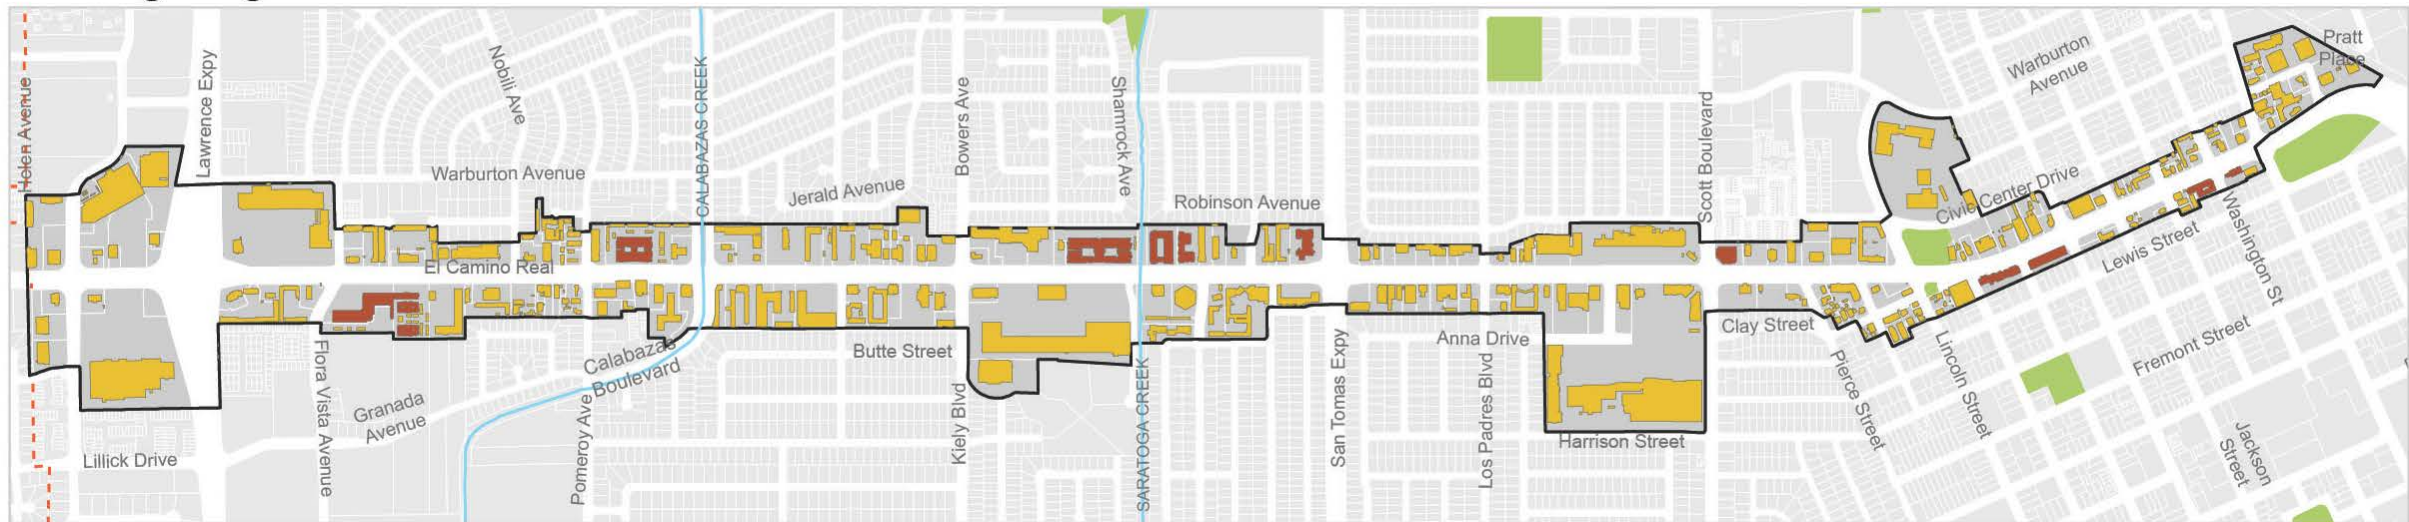 Helen Avenue
Lawrence Expy
Nobili Ave
CALABAZAS CREEK
Bowers Ave
Shamrock Ave
Scott Boulevard
Warburton
Avenue
Pratt
Place
Warburton Avenue
Jerald Avenue
Robinson Avenue
Civic Center Drive
El Camino Real
Lewis Street
Washington St
Flora Vista Avenue
Calabazas
Boulevard
Butte Street
Anna Drive
Clay Street
Fremont Street
Granada
Avenue
Pomeroy Ave
Kiely Blvd
SARATOGA CREEK
San Tomas Expy
Los Padres Blvd
Harrison Street
Pierce Street
Lincoln Street
Jackson
Street
Lillick Drive